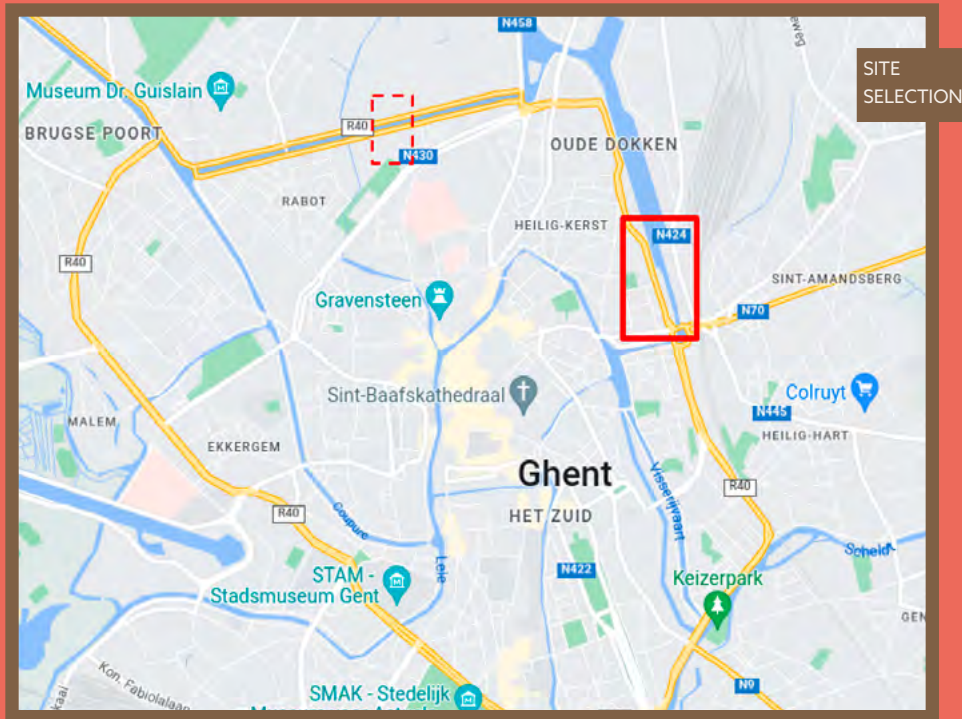 SITE
SELECTION
N458
Museum Dr. Guislain
BRUGSE POORT
R40
N430
OUDE DOKKEN
RABOT
HEILIG-KERST
N424
R40
SINT-AMANDSBERG
Gravensteen
N70
Sint-Baafskathedraal
Colruyt
MALEM
N445
HEILIG-HART
EKKERGEM
Ghent
Visserijvaart
R40
R40
HET ZUID
Coupure
Leie
Scheldt
STAM -
Stadsmuseum Gent
N422
Keizerpark
GEN
Kon. Fabiolalaan
N9
SMAK - Stedelijk